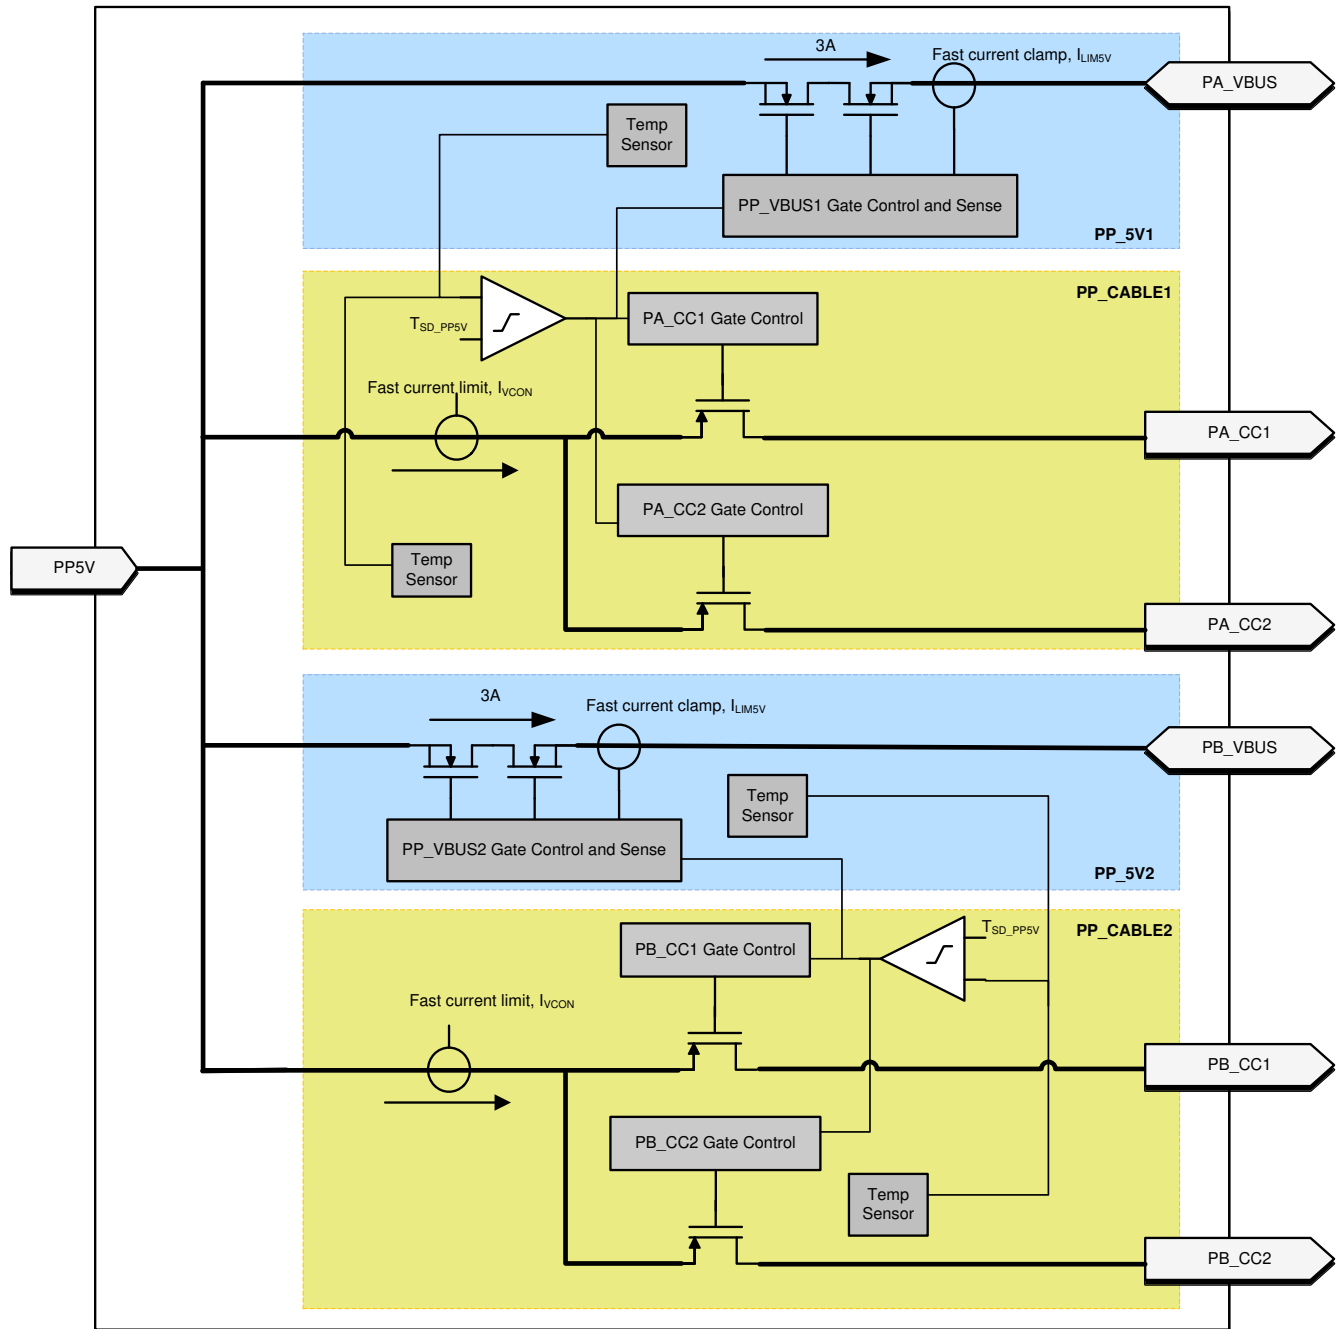 3A
Fast current clamp, ILIM5V
PA_VBUS
Temp
Sensor
PP_VBUS1 Gate Control and Sense
PP_5V1
PP_CABLE1
PA_CC1 Gate Control
TSD_PP5V
Fast current limit, IVCON
PA_CC1
PA_CC2 Gate Control
Temp
Sensor
PP5V
PA_CC2
3A
Fast current clamp, ILIM5V
PB_VBUS
Temp
Sensor
PP_VBUS2 Gate Control and Sense
PP_5V2
PP_CABLE2
TSD_PP5V
PB_CC1 Gate Control
Fast current limit, IVCON
PB_CC1
PB_CC2 Gate Control
Temp
Sensor
PB_CC2